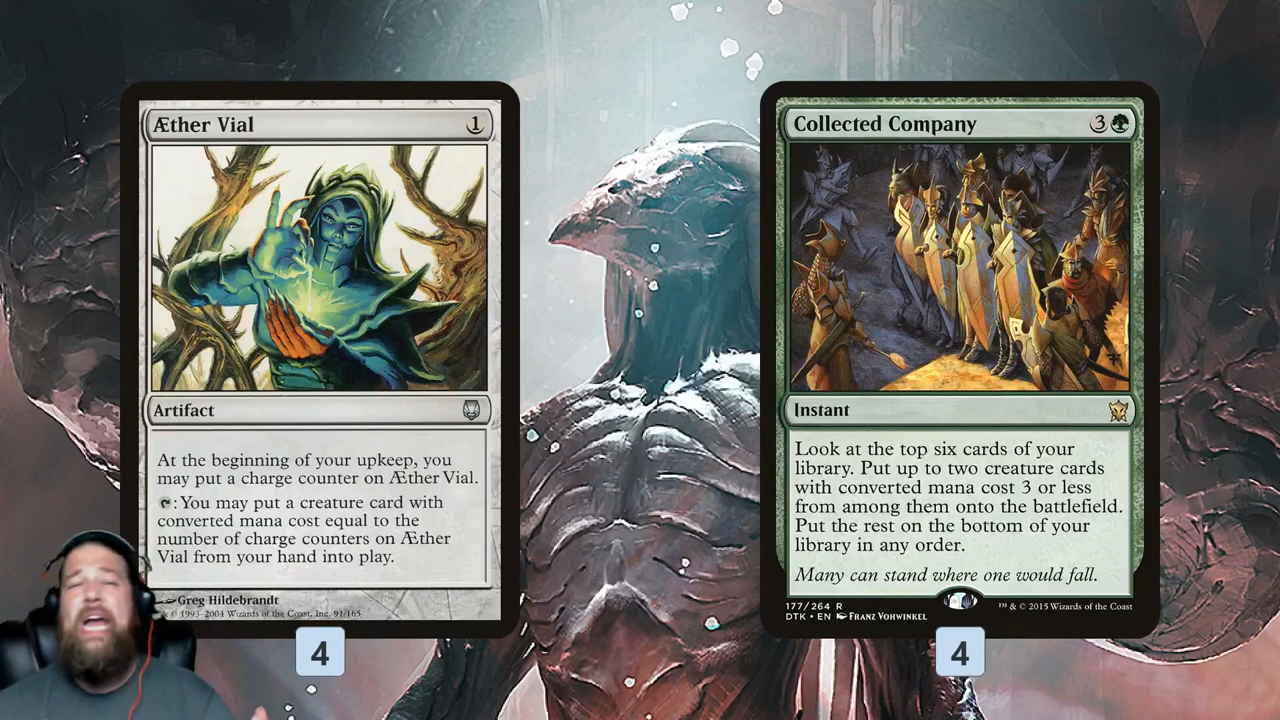 Æther Vial
1
Artifact
At the beginning of your upkeep, you
may put a charge counter on Æther Vial.
: You may put a creature card with
converted mana cost equal to the
number of charge counters on Æther
Vial from your hand into play.
Greg Hildebrandt
& © 1993-2004 Wizards of the Coast, Inc. 91/165
4
Collected Company
3
Instant
Look at the top six cards of your
library. Put up to two creature cards
with converted mana cost 3 or less
from among them onto the battlefield.
Put the rest on the bottom of your
library in any order.
Many can stand where one would fall.
177/264 R
DTK • EN Franz Vohwinkel
™ & © 2015 Wizards of the Coast
4